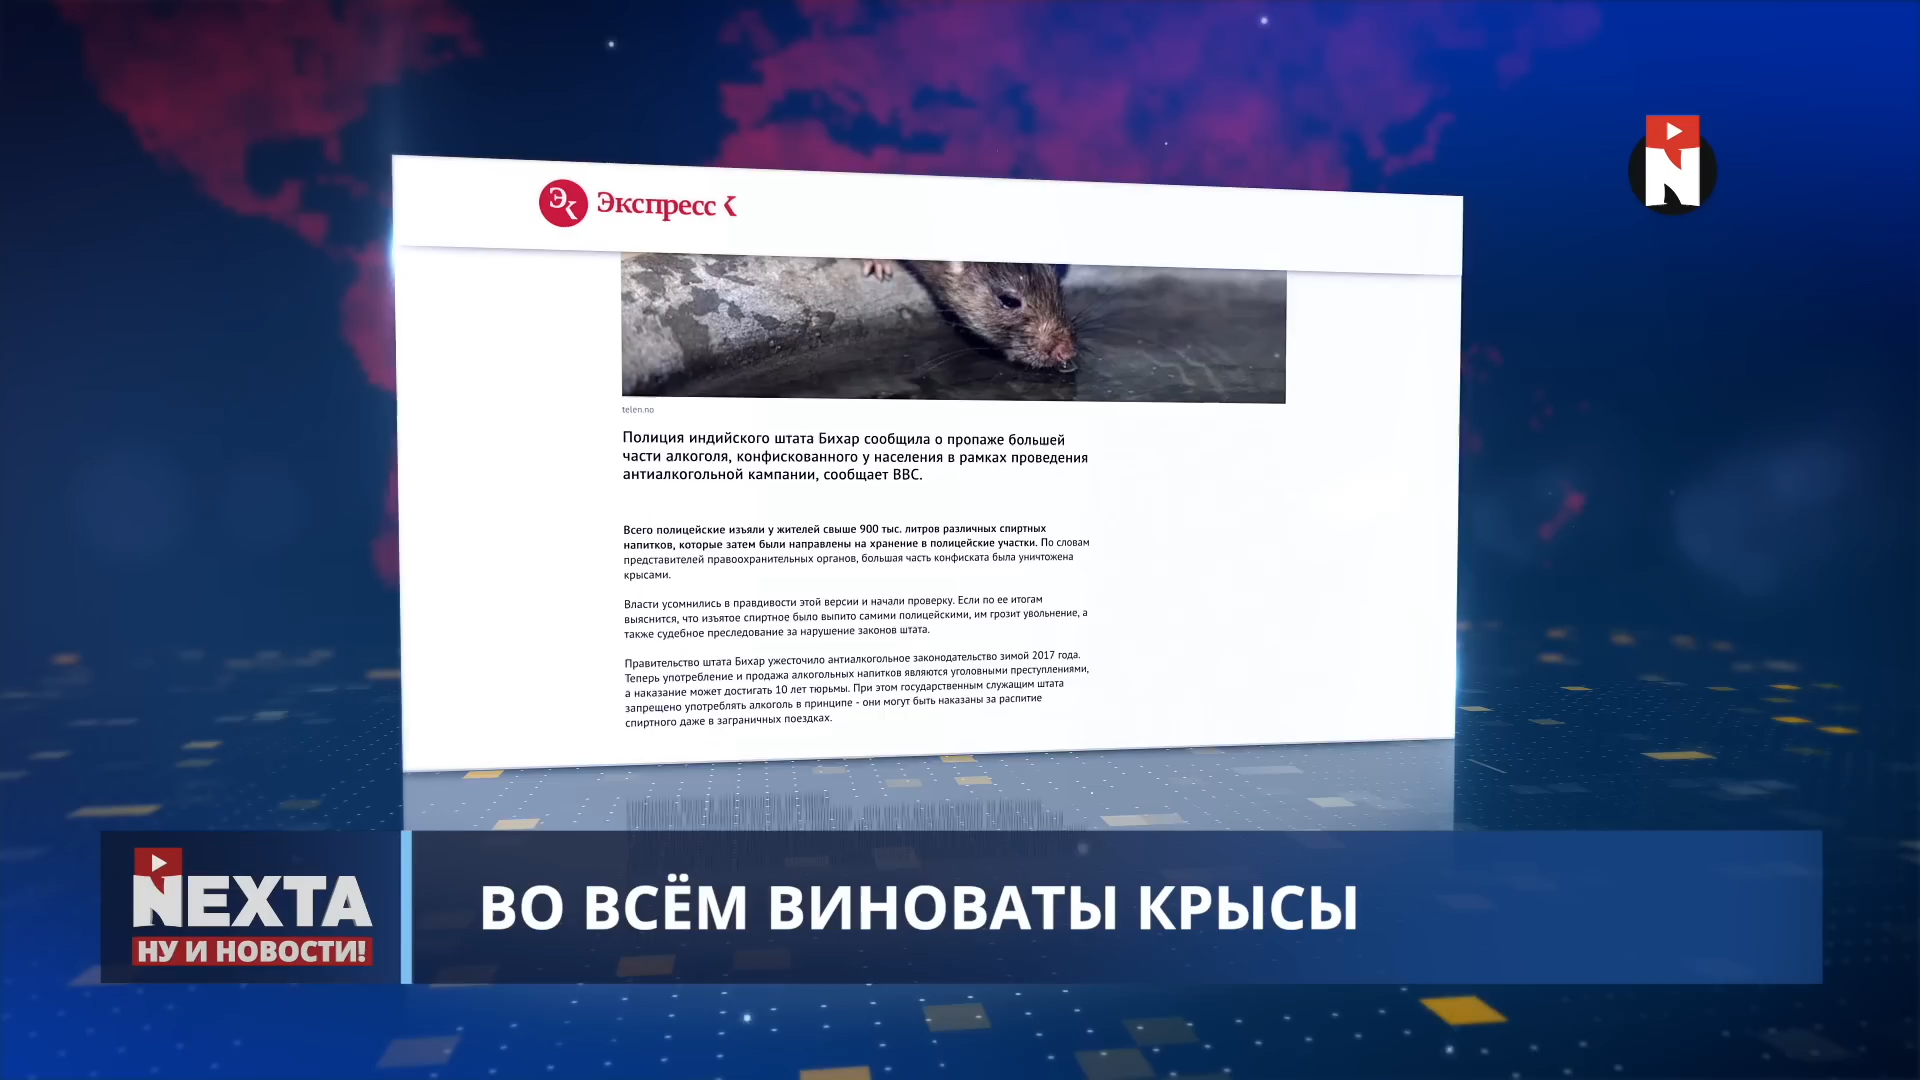 ЭК Экспресс К
N
telen.no
Полиция индийского штата Бихар сообщила о пропаже большей
части алкоголя, конфискованного у населения в рамках проведения
антиалкогольной кампании, сообщает BBC.
Всего полицейские изъяли у жителей свыше 900 тыс. литров различных спиртных
напитков, которые затем были направлены на хранение в полицейские участки. По словам
представителей правоохранительных органов, большая часть конфиската была уничтожена
крысами.
Власти усомнились в правдивости этой версии и начали проверку. Если по ее итогам
выяснится, что изъятое спиртное было выпито самими полицейскими, им грозит увольнение, а
также судебное преследование за нарушение законов штата.
Правительство штата Бихар ужесточило антиалкогольное законодательство зимой 2017 года.
Теперь употребление и продажа алкогольных напитков являются уголовными преступлениями,
а наказание может достигать 10 лет тюрьмы. При этом государственным служащим штата
запрещено употреблять алкоголь в принципе - они могут быть наказаны за распитие
спиртного даже в заграничных поездках.
NEXTA
НУ И НОВОСТИ!
ВО ВСЁМ ВИНОВАТЫ КРЫСЫ